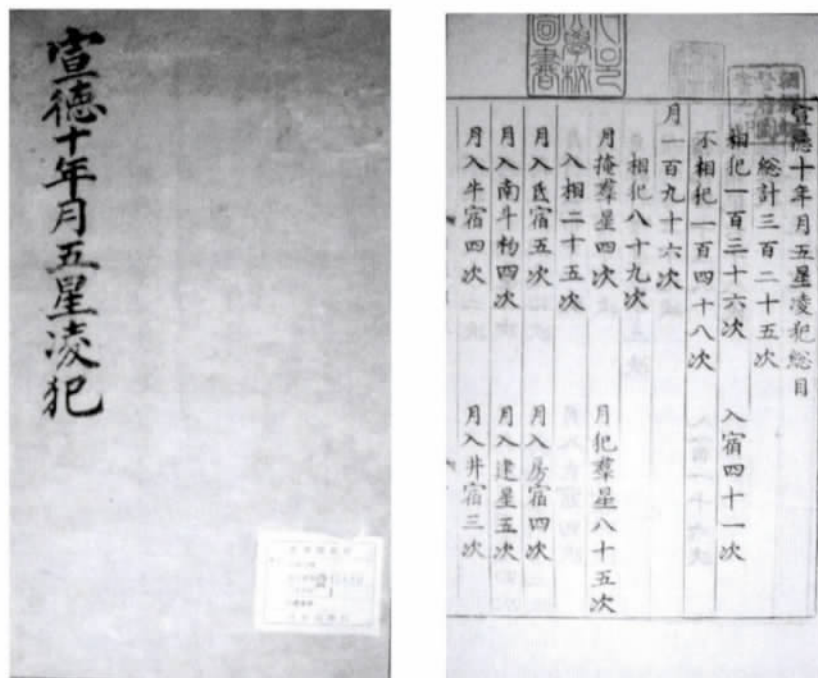 宣德十年月五星凌犯
宣德十年月五星凌犯総目
総計三百二十五次
相犯一百三十六次 入宿四十一次
不相犯一百四十八次
月一百九十六次
相犯八十九次
月掩羣星四次 月犯羣星八十五次
入相二十五次
月入氐宿五次 月入房宿四次
月入南斗杓四次 月入建星五次
月入牛宿四次 月入井宿三次